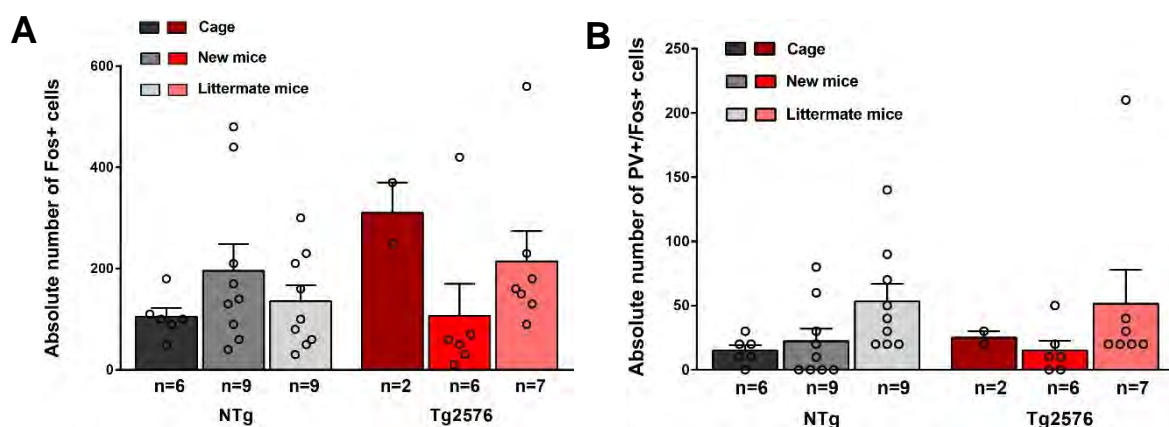 A
Cage
New mice
Littermate mice
Absolute number of Fos+ cells
600
400
200
0
n=6 n=9 n=9 n=2 n=6 n=7
NTg Tg2576
B
Cage
New mice
Littermate mice
Absolute number of PV+/Fos+ cells
250
200
150
100
50
0
n=6 n=9 n=9 n=2 n=6 n=7
NTg Tg2576